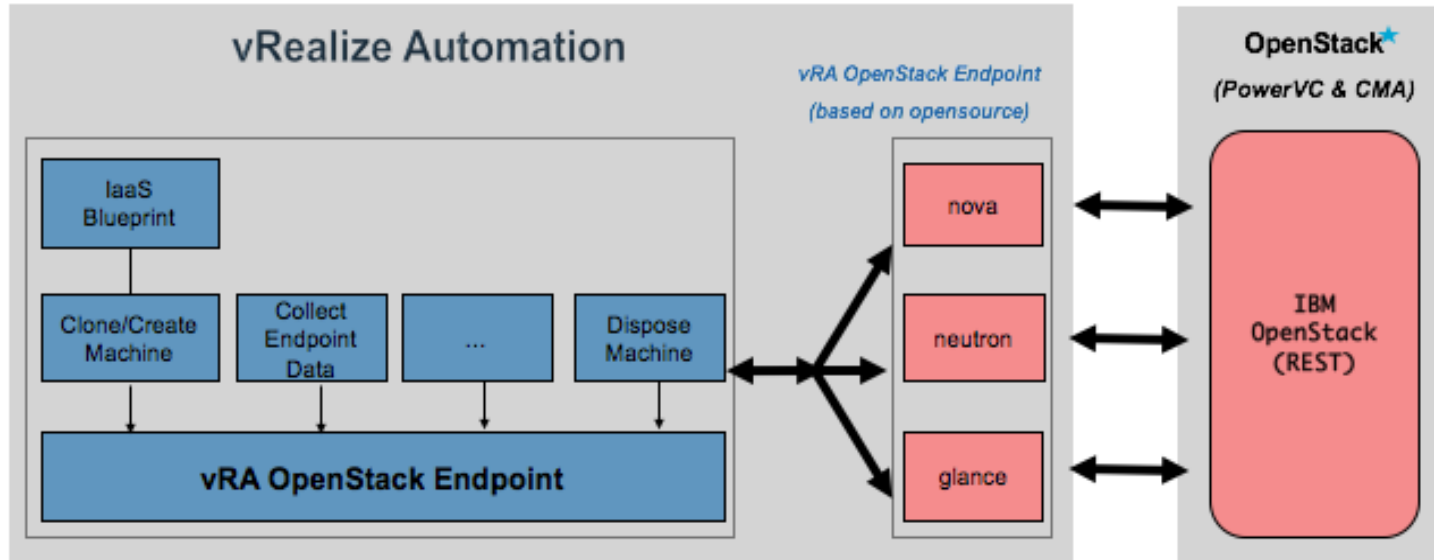 vRealize Automation
vRA OpenStack Endpoint
(based on opensource)
OpenStack
(PowerVC & CMA)
IaaS
Blueprint
Clone/Create
Machine
Collect
Endpoint
Data
...
Dispose
Machine
vRA OpenStack Endpoint
nova
neutron
glance
IBM
OpenStack
(REST)